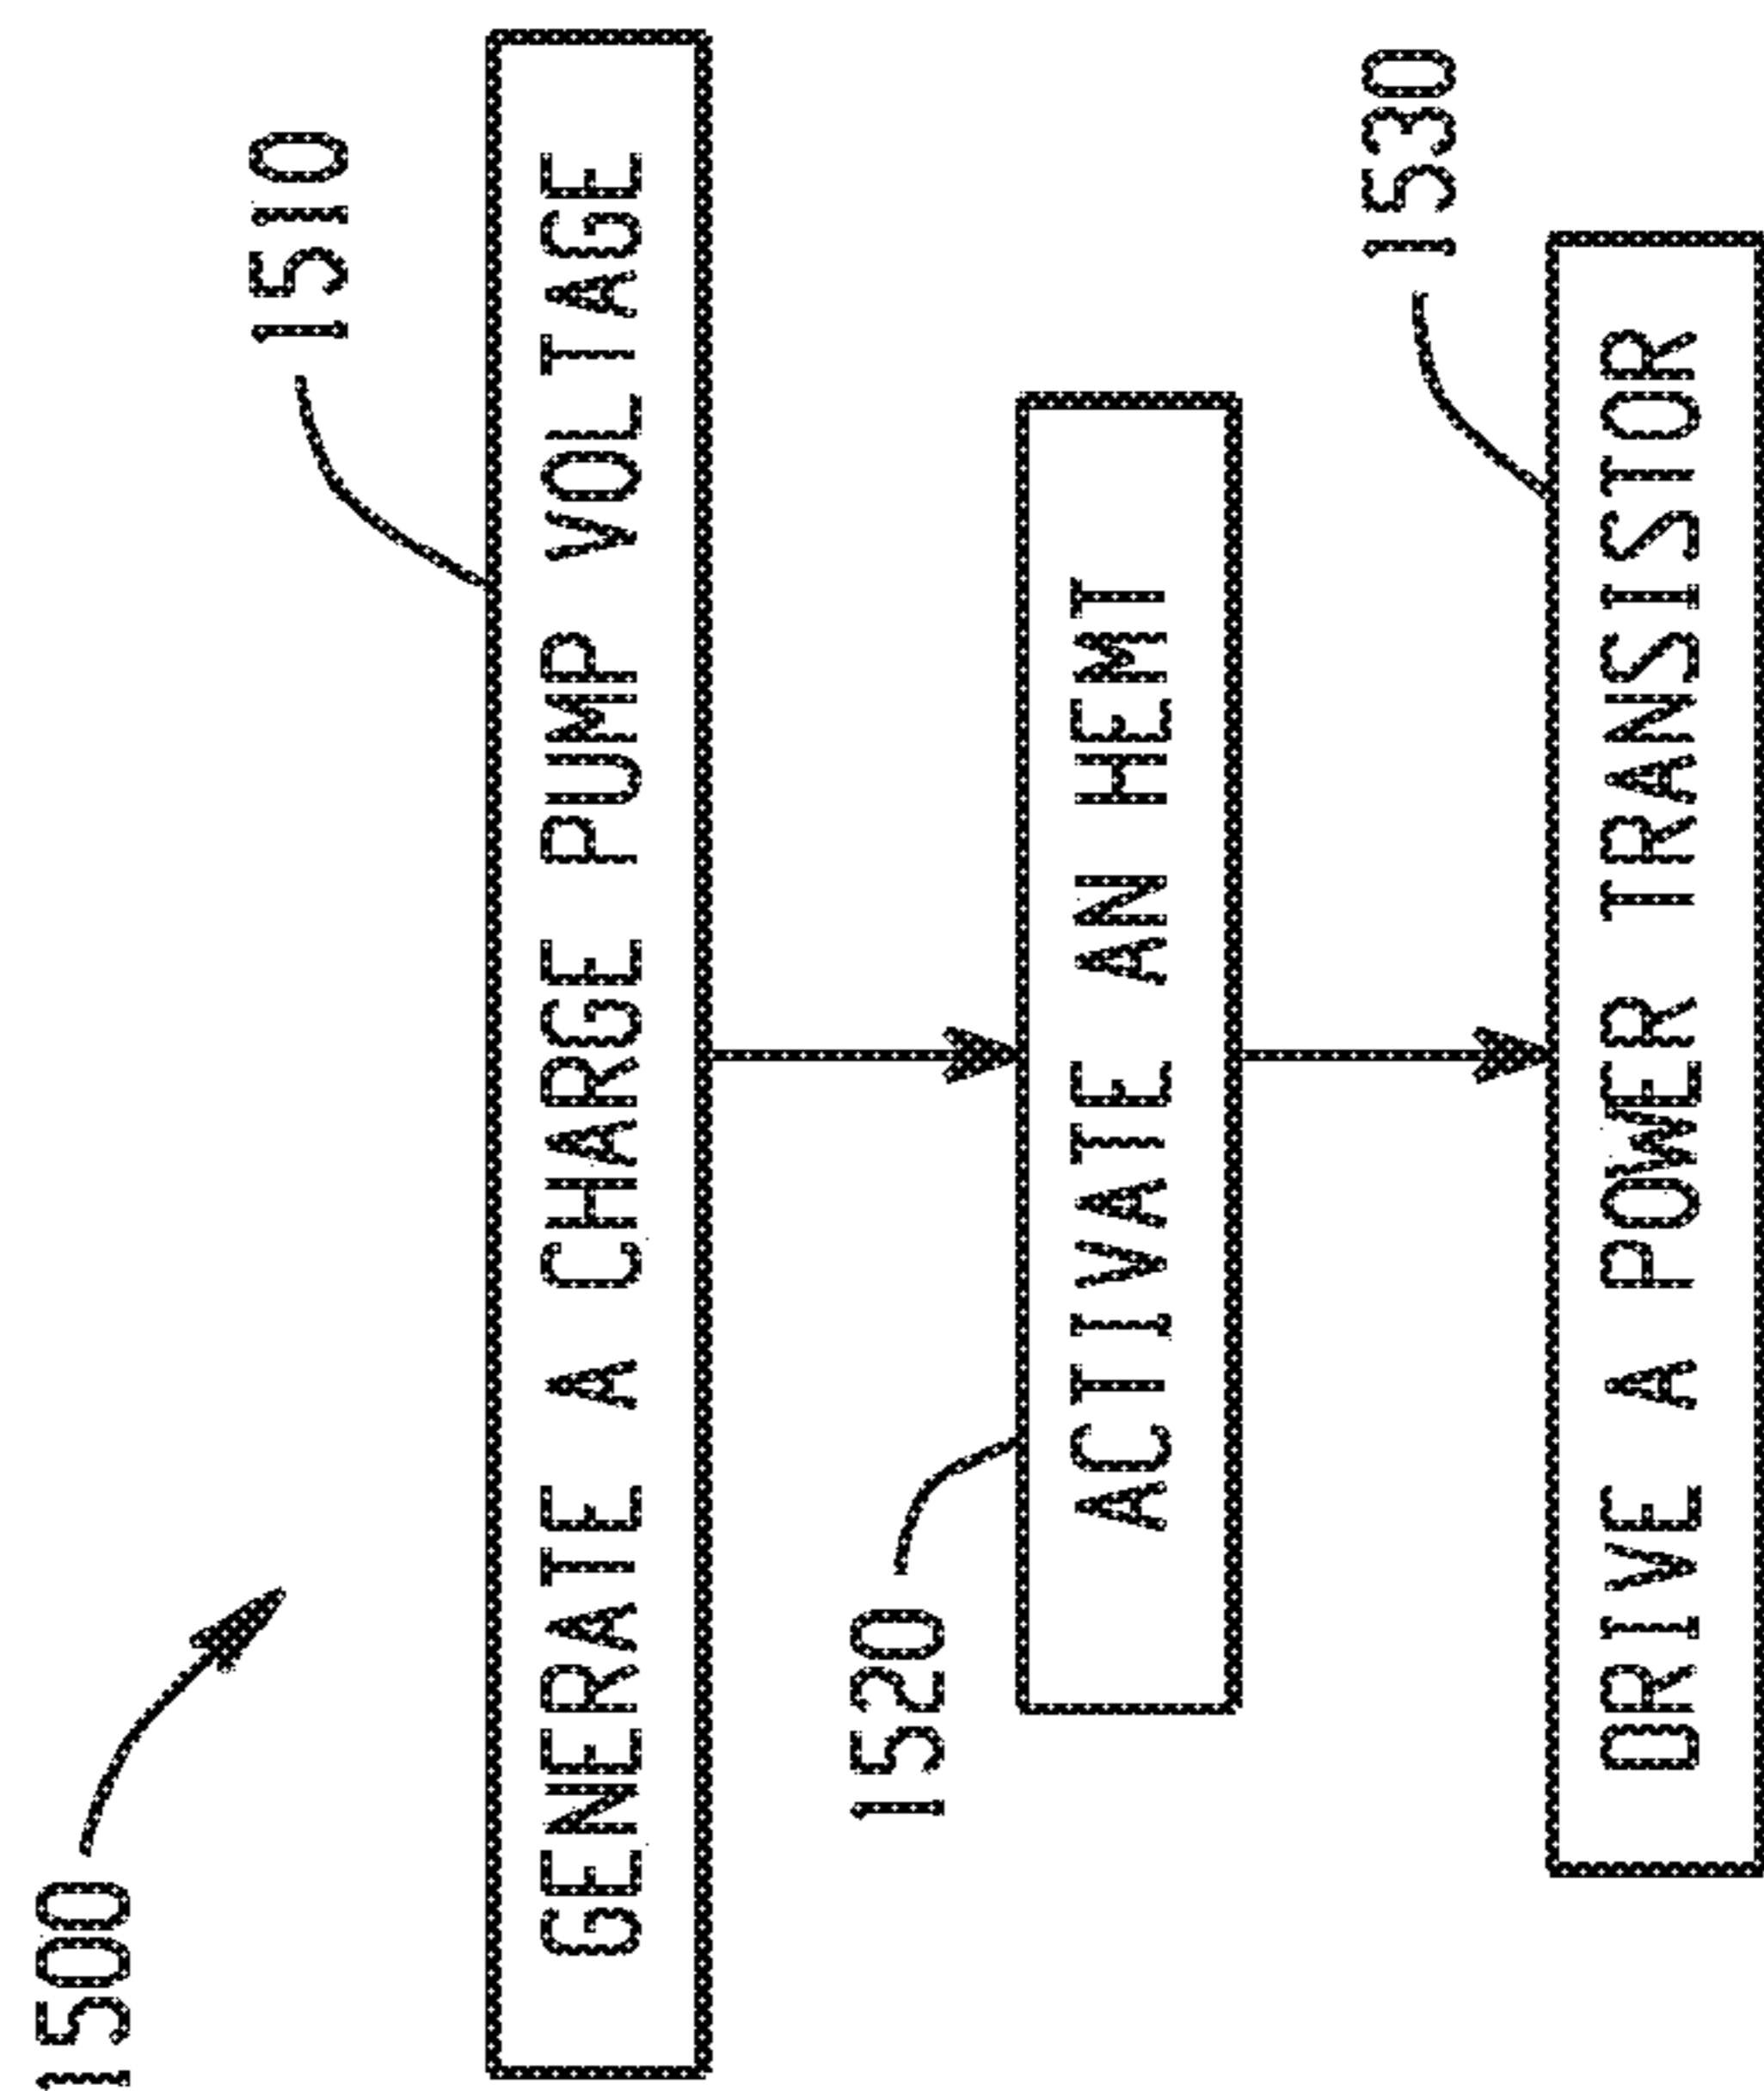 1500
1510
GENERATE A CHARGE PUMP VOLTAGE
1520
ACTIVATE AN HEMT
1530
DRIVE A POWER TRANSISTOR